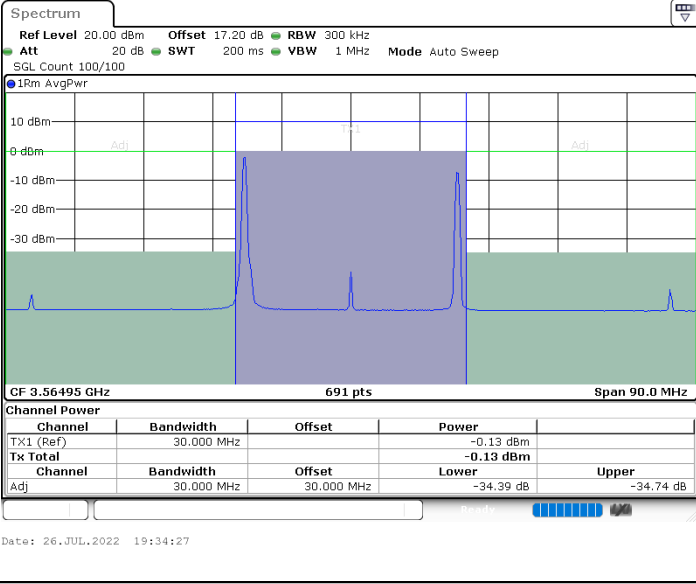 Spectrum
Ref Level 20.00 dBm Offset 17.20 dB RBW 300 kHz
Att 20 dB SWT 200 ms VBW 1 MHz Mode Auto Sweep
SGL Count 100/100
1Rm AvgPwr
10 dBm
TX1
0 dBm
Adj Adj
-10 dBm
-20 dBm
-30 dBm
CF 3.56495 GHz 691 pts Span 90.0 MHz
Channel Power
Channel Bandwidth Offset Power
TX1 (Ref) 30.000 MHz -0.13 dBm
Tx Total -0.13 dBm
Channel Bandwidth Offset Lower Upper
Adj 30.000 MHz 30.000 MHz -34.39 dB -34.74 dB
Ready
Date: 26.JUL.2022 19:34:27